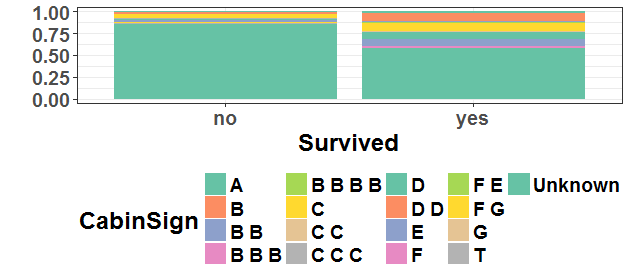 1.00
0.75
0.50
0.25
0.00
no yes
Survived
CabinSign
A B B B B D F E Unknown
B C D D F G
B B C C E G
B B B C C C F T